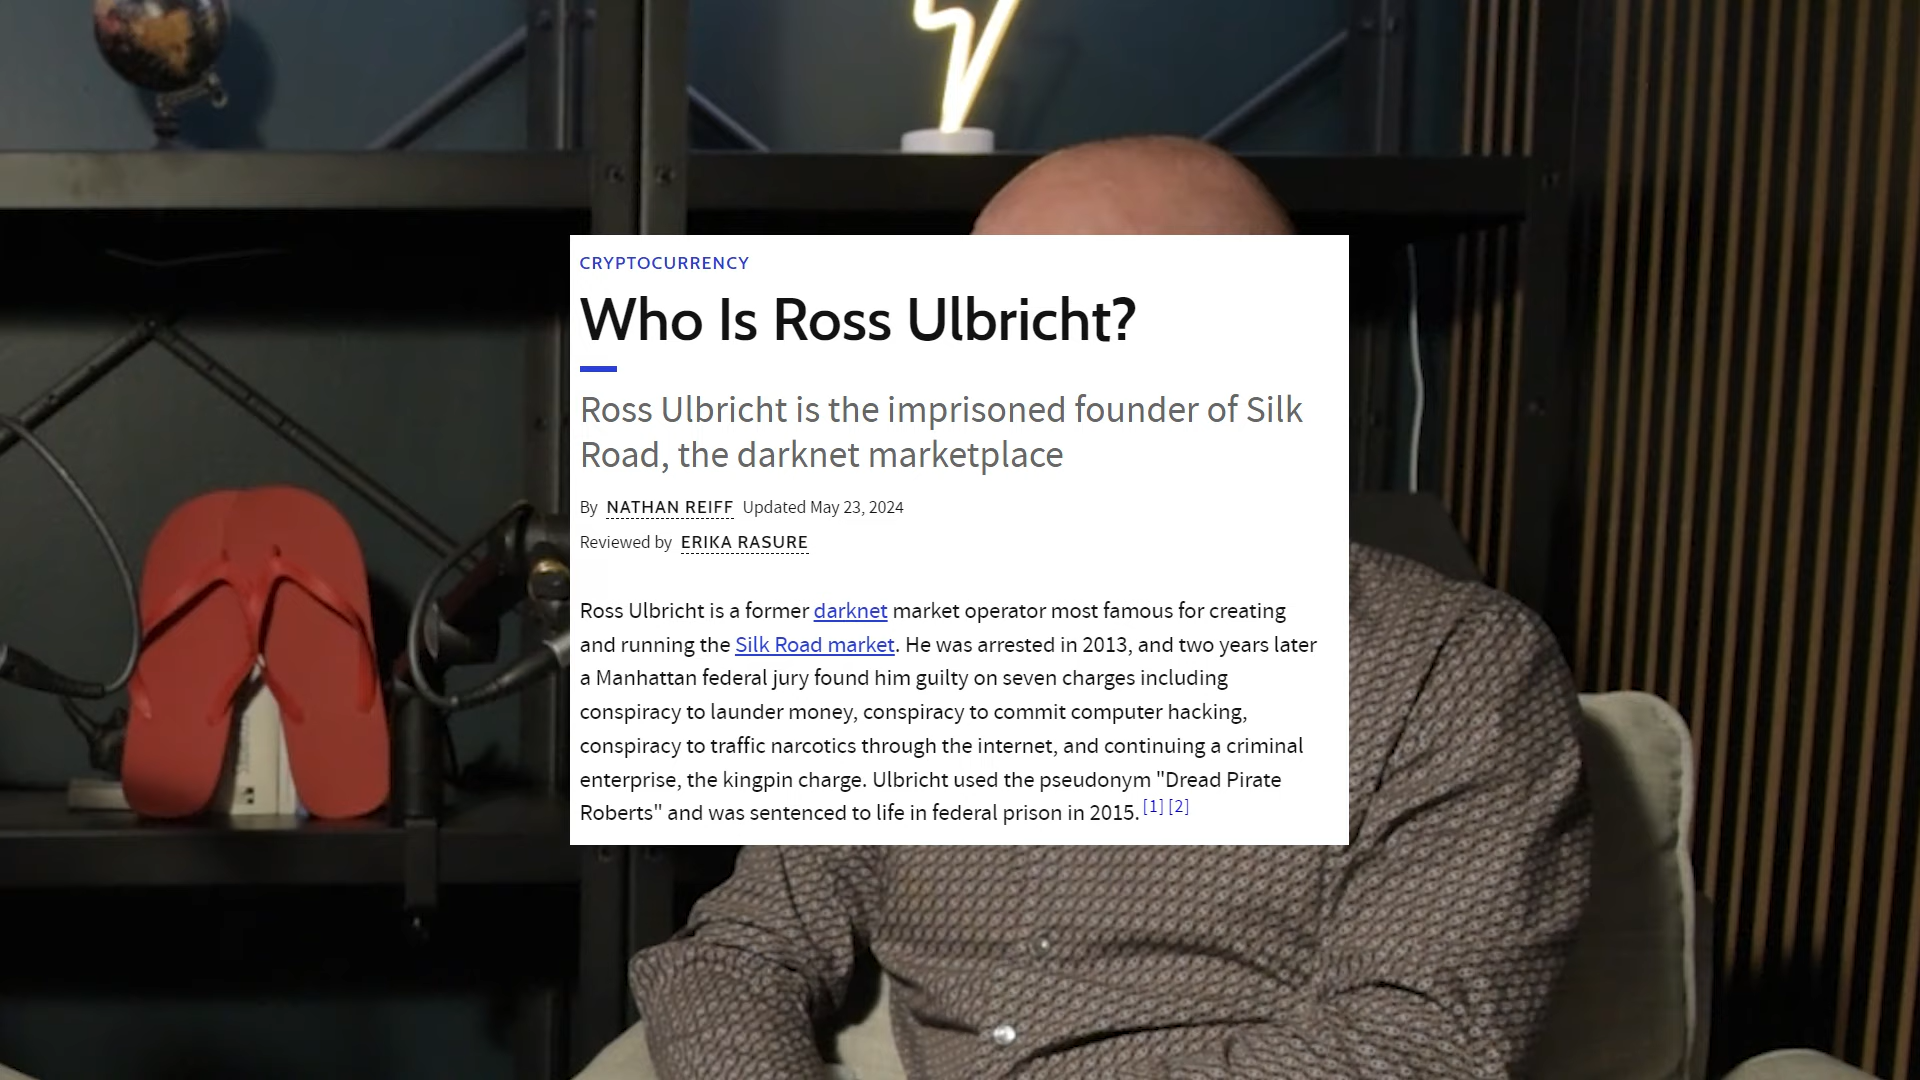 CRYPTOCURRENCY
Who Is Ross Ulbricht?
Ross Ulbricht is the imprisoned founder of Silk
Road, the darknet marketplace
By NATHAN REIFF Updated May 23, 2024
Reviewed by ERIKA RASURE
Ross Ulbricht is a former darknet market operator most famous for creating
and running the Silk Road market. He was arrested in 2013, and two years later
a Manhattan federal jury found him guilty on seven charges including
conspiracy to launder money, conspiracy to commit computer hacking,
conspiracy to traffic narcotics through the internet, and continuing a criminal
enterprise, the kingpin charge. Ulbricht used the pseudonym "Dread Pirate
Roberts" and was sentenced to life in federal prison in 2015. [1] [2]